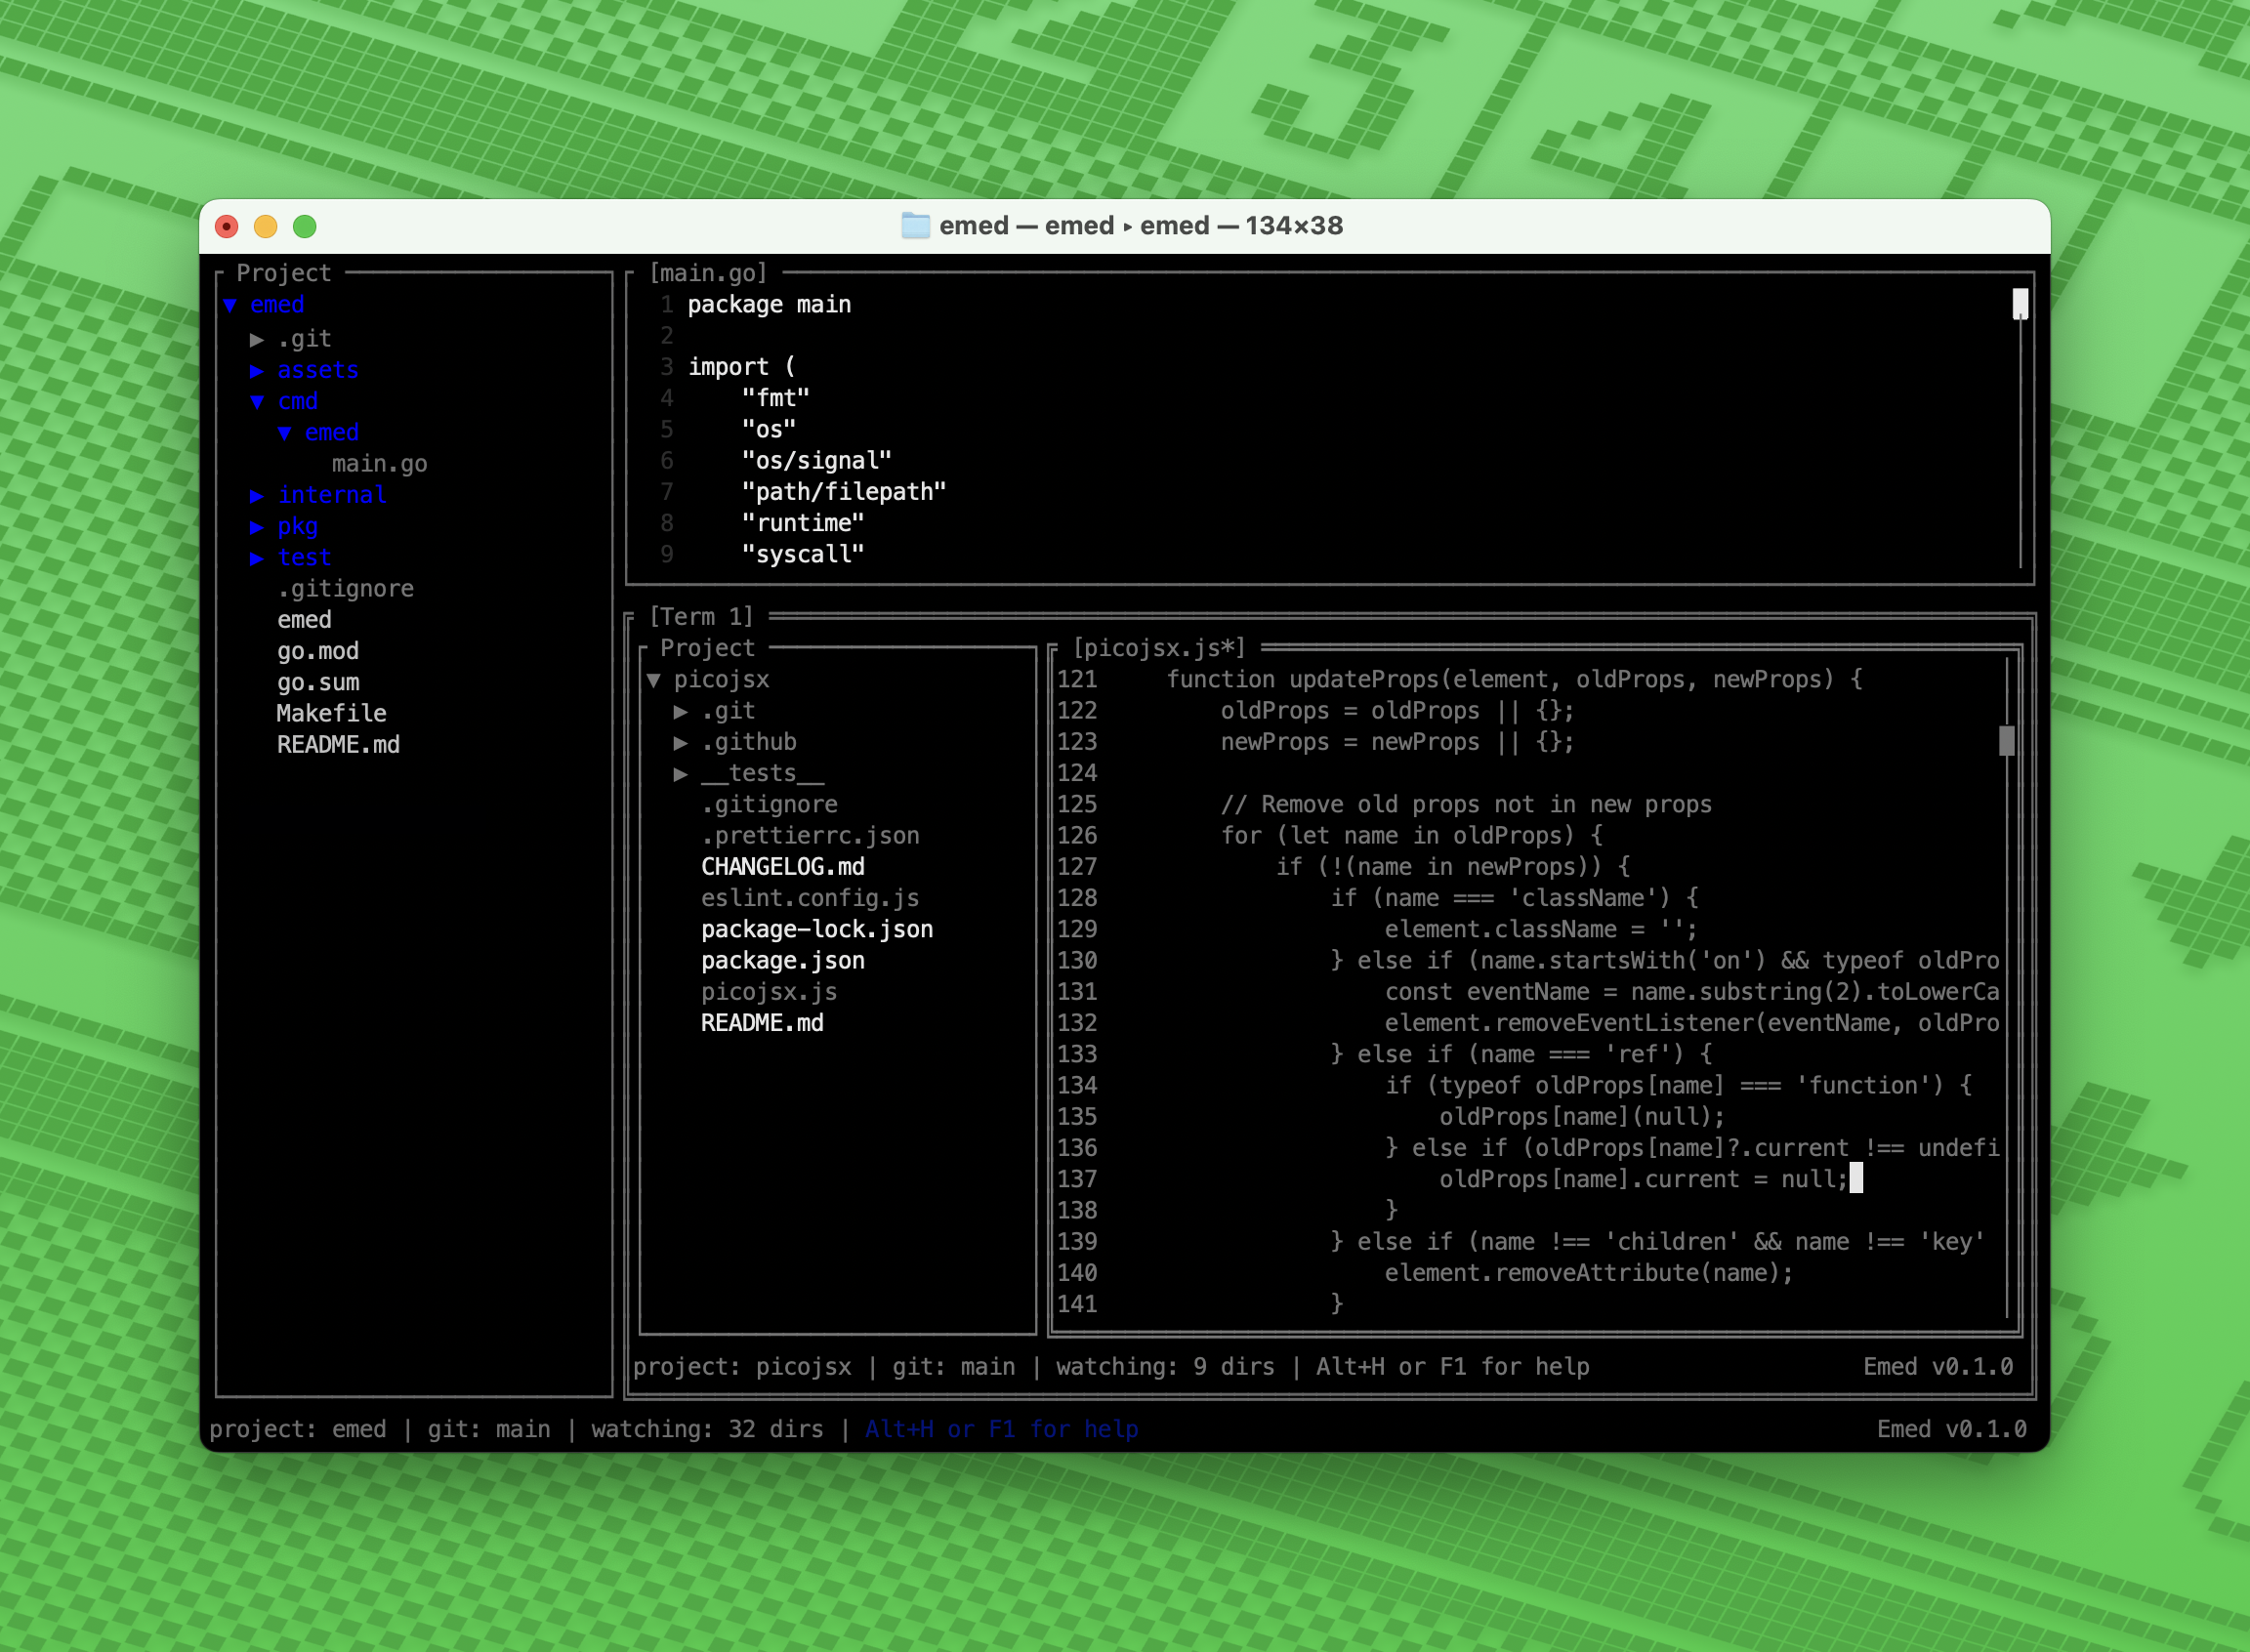 emed — emed ▸ emed — 134×38
Project
▼ emed
▶ .git
▶ assets
▼ cmd
▼ emed
main.go
▶ internal
▶ pkg
▶ test
.gitignore
emed
go.mod
go.sum
Makefile
README.md
[main.go]
1 package main
2
3 import (
4     "fmt"
5     "os"
6     "os/signal"
7     "path/filepath"
8     "runtime"
9     "syscall"
[Term 1]
Project
▼ picojsx
▶ .git
▶ .github
▶ __tests__
.gitignore
.prettierrc.json
CHANGELOG.md
eslint.config.js
package-lock.json
package.json
picojsx.js
README.md
[picojsx.js*]
121     function updateProps(element, oldProps, newProps) {
122         oldProps = oldProps || {};
123         newProps = newProps || {};
124
125         // Remove old props not in new props
126         for (let name in oldProps) {
127             if (!(name in newProps)) {
128                 if (name === 'className') {
129                     element.className = '';
130                 } else if (name.startsWith('on') && typeof oldPro
131                     const eventName = name.substring(2).toLowerCa
132                     element.removeEventListener(eventName, oldPro
133                 } else if (name === 'ref') {
134                     if (typeof oldProps[name] === 'function') {
135                         oldProps[name](null);
136                     } else if (oldProps[name]?.current !== undefi
137                         oldProps[name].current = null;
138                     }
139                 } else if (name !== 'children' && name !== 'key'
140                     element.removeAttribute(name);
141                 }
project: picojsx | git: main | watching: 9 dirs | Alt+H or F1 for help Emed v0.1.0
project: emed | git: main | watching: 32 dirs | Alt+H or F1 for help Emed v0.1.0